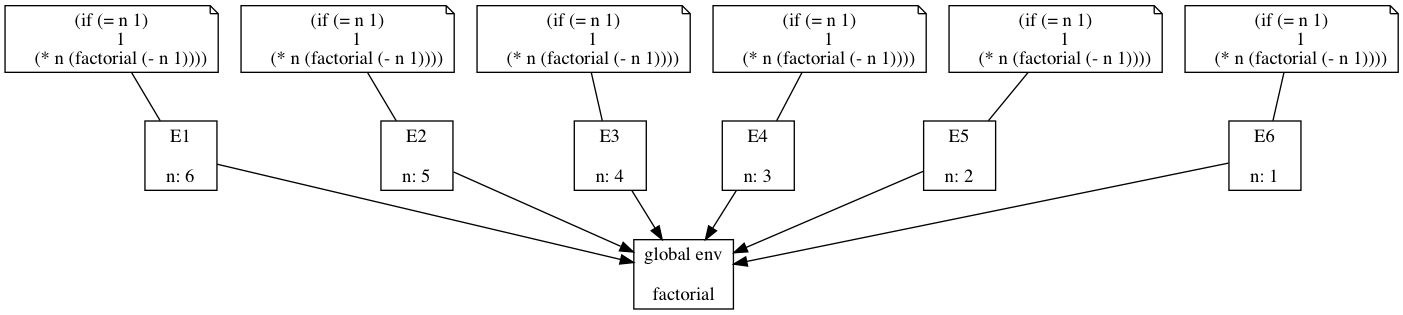 (if (= n 1)
1
(* n (factorial (- n 1))))
(if (= n 1)
1
(* n (factorial (- n 1))))
(if (= n 1)
1
(* n (factorial (- n 1))))
(if (= n 1)
1
(* n (factorial (- n 1))))
(if (= n 1)
1
(* n (factorial (- n 1))))
(if (= n 1)
1
(* n (factorial (- n 1))))
E1
n: 6
E2
n: 5
E3
n: 4
E4
n: 3
E5
n: 2
E6
n: 1
global env
factorial